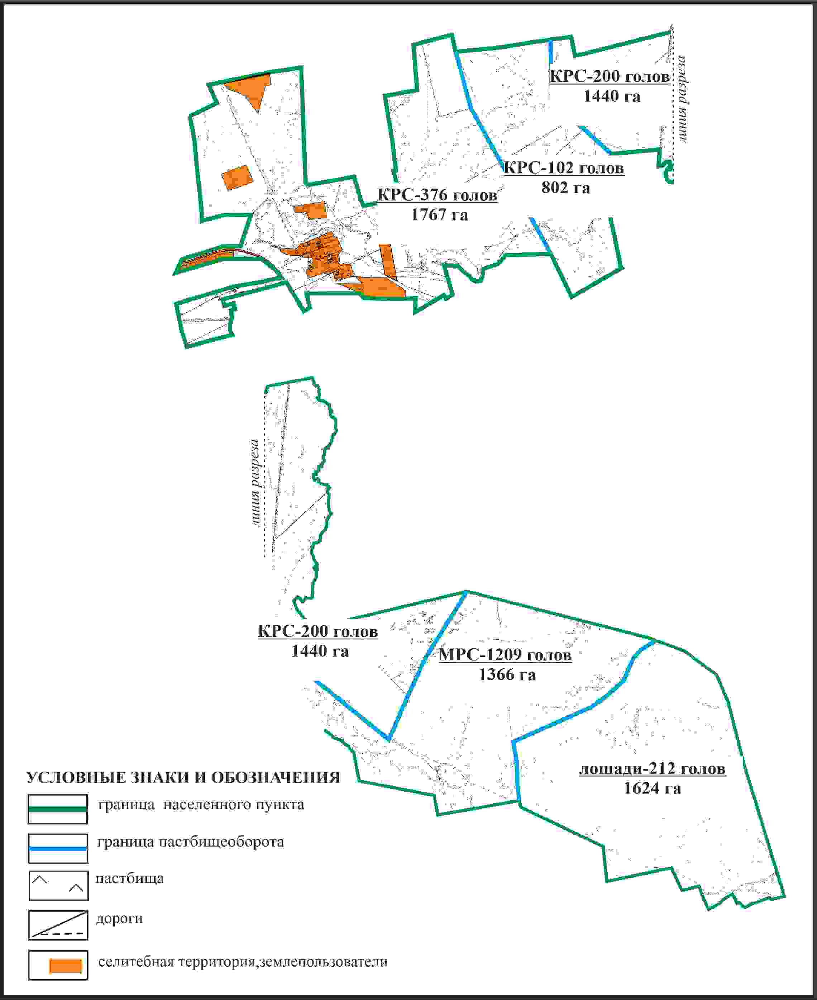 КРС-200 голов
1440 га
линия разреза
КРС-102 голов
802 га
КРС-376 голов
1767 га
линия разреза
КРС-200 голов
1440 га
МРС-1209 голов
1366 га
лошади-212 голов
1624 га
УСЛОВНЫЕ ЗНАКИ И ОБОЗНАЧЕНИЯ
граница населенного пункта
граница пастбищеоборота
пастбища
дороги
селитебная территория,землепользователи